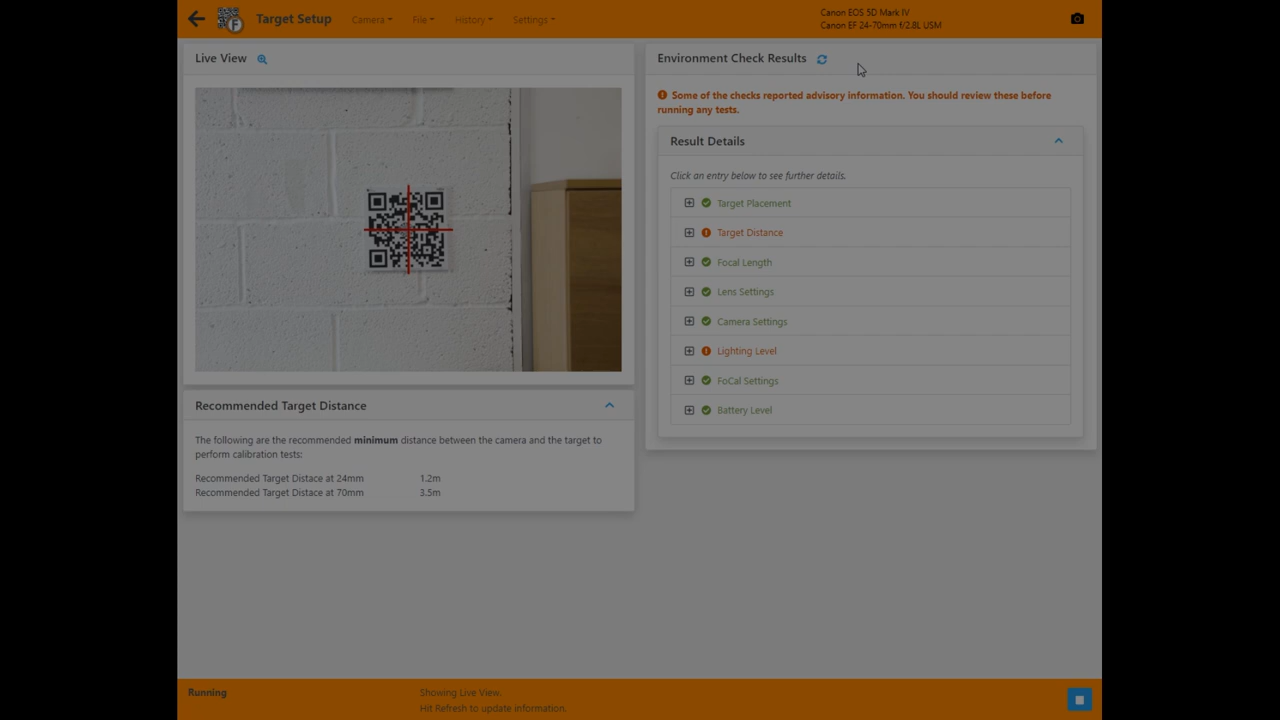 Target Setup
Camera
File
History
Settings
Canon EOS 5D Mark IV
Canon EF 24-70mm f/2.8L USM
Live View
Recommended Target Distance
The following are the recommended minimum distance between the camera and the target to
perform calibration tests:
Recommended Target Distace at 24mm 1.2m
Recommended Target Distace at 70mm 3.5m
Environment Check Results
Some of the checks reported advisory information. You should review these before
running any tests.
Result Details
Click an entry below to see further details.
Target Placement
Target Distance
Focal Length
Lens Settings
Camera Settings
Lighting Level
FoCal Settings
Battery Level
Running
Showing Live View.
Hit Refresh to update information.